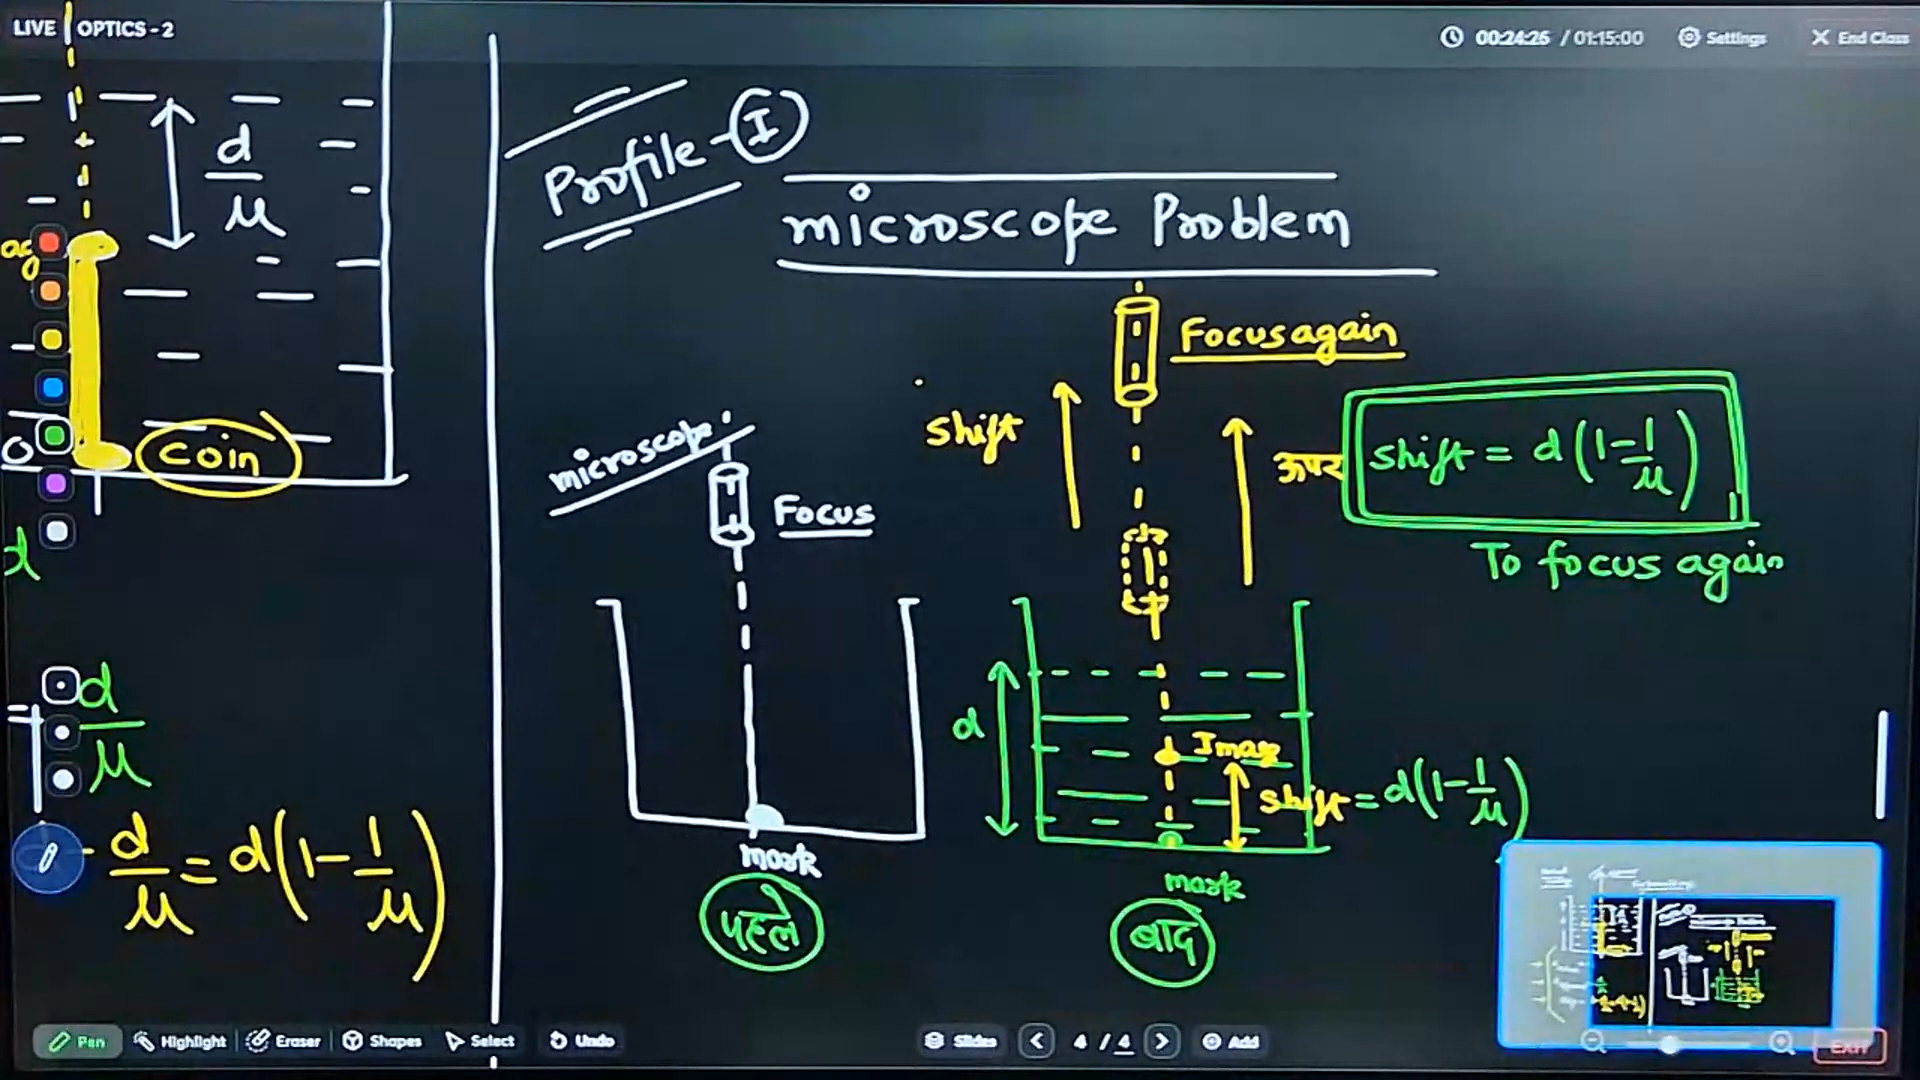 LIVE | OPTICS - 2
00:24:26 / 01:15:00
Settings
End Class
d/μ
coin
d
d/μ
- d/μ = d(1-1/μ)
Profile-I
microscope Problem
microscope
Focus
mark
पहले
Focus again
Shift
ऊपर
Shift = d(1-1/μ)
To focus again
d
Image
Shift = d(1-1/μ)
mark
बाद
Pen
Highlight
Eraser
Shapes
Select
Undo
Slides
4 / 4
Add
EXIT